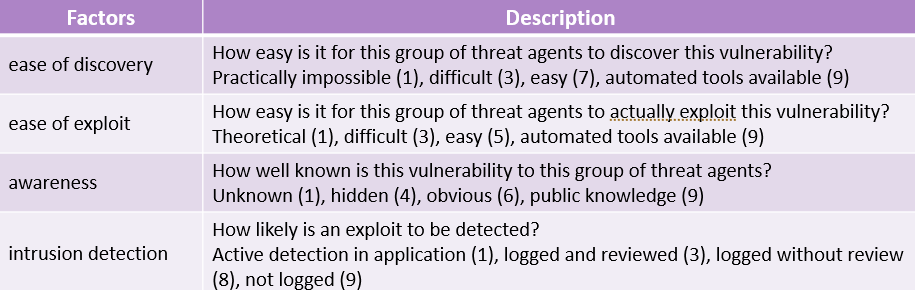 Factors Description
ease of discovery
How easy is it for this group of threat agents to discover this vulnerability?
Practically impossible (1), difficult (3), easy (7), automated tools available (9)
ease of exploit
How easy is it for this group of threat agents to actually exploit this vulnerability?
Theoretical (1), difficult (3), easy (5), automated tools available (9)
awareness
How well known is this vulnerability to this group of threat agents?
Unknown (1), hidden (4), obvious (6), public knowledge (9)
intrusion detection
How likely is an exploit to be detected?
Active detection in application (1), logged and reviewed (3), logged without review
(8), not logged (9)